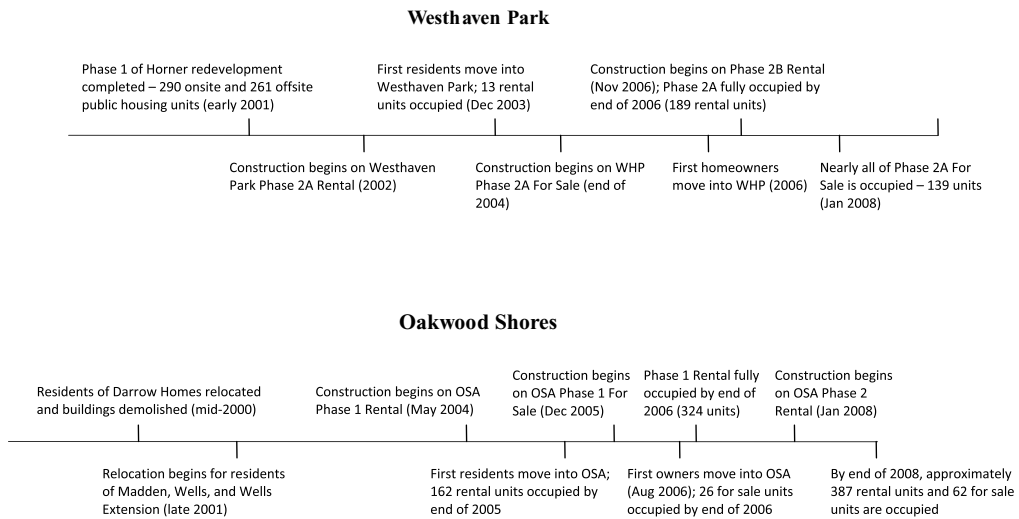 Westhaven Park
Phase 1 of Horner redevelopment
completed – 290 onsite and 261 offsite
public housing units (early 2001)
First residents move into
Westhaven Park; 13 rental
units occupied (Dec 2003)
Construction begins on Phase 2B Rental
(Nov 2006); Phase 2A fully occupied by
end of 2006 (189 rental units)
Construction begins on Westhaven
Park Phase 2A Rental (2002)
Construction begins on WHP
Phase 2A For Sale (end of
2004)
First homeowners
move into WHP (2006)
Nearly all of Phase 2A For
Sale is occupied – 139 units
(Jan 2008)
Oakwood Shores
Residents of Darrow Homes relocated
and buildings demolished (mid-2000)
Construction begins on OSA
Phase 1 Rental (May 2004)
Construction begins
on OSA Phase 1 For
Sale (Dec 2005)
Phase 1 Rental fully
occupied by end of
2006 (324 units)
Construction begins
on OSA Phase 2
Rental (Jan 2008)
Relocation begins for residents
of Madden, Wells, and Wells
Extension (late 2001)
First residents move into OSA;
162 rental units occupied by
end of 2005
First owners move into OSA
(Aug 2006); 26 for sale units
occupied by end of 2006
By end of 2008, approximately
387 rental units and 62 for sale
units are occupied